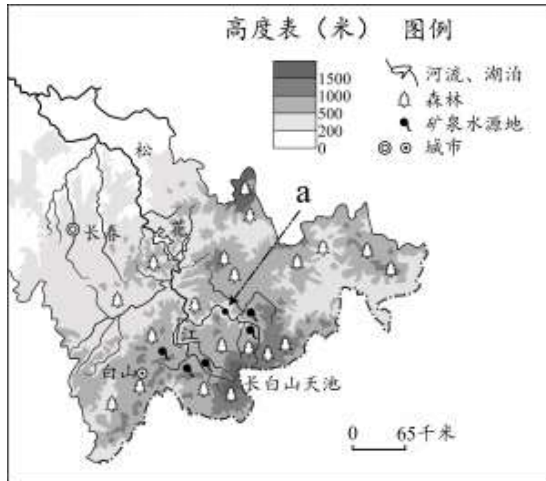 高度表（米） 图例
1500
1000
500
200
0
河流、湖泊
森林
矿泉水源地
城市
松
花
江
a
长春
白山
长白山天池
0 65千米